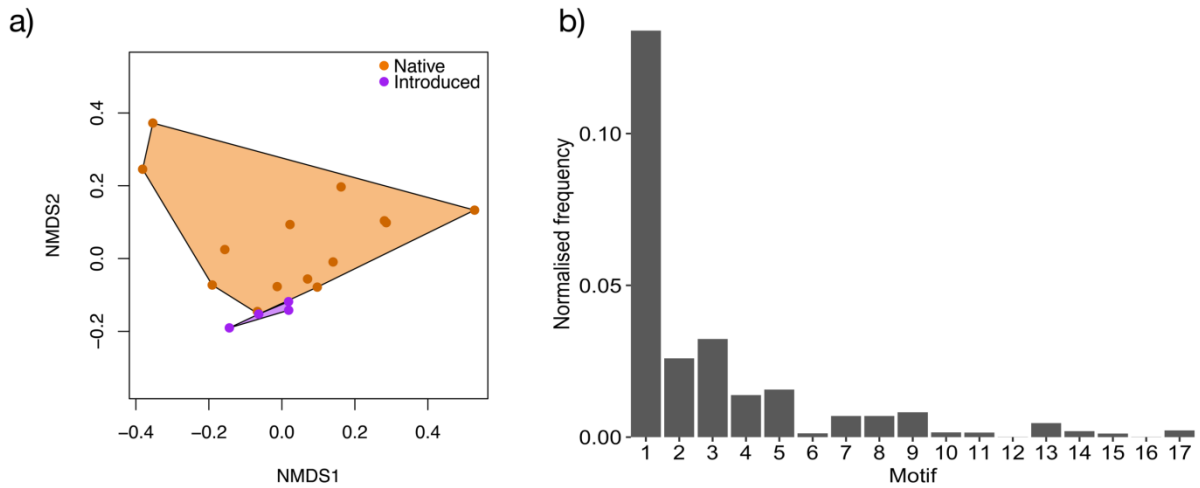 a)
Native
Introduced
NMDS2
0.4
0.2
0.0
−0.2
−0.4 −0.2 0.0 0.2 0.4
NMDS1
b)
Normalised frequency
0.10
0.05
0.00
1 2 3 4 5 6 7 8 9 10 11 12 13 14 15 16 17
Motif